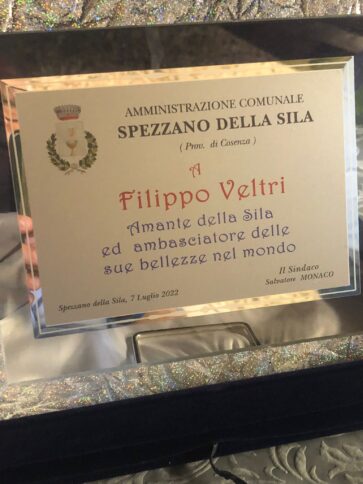 AMMINISTRAZIONE COMUNALE
SPEZZANO DELLA SILA
( Prov. di Cosenza )
A
Filippo Veltri
Amante della Sila
ed ambasciatore delle
sue bellezze nel mondo
Il Sindaco
Salvatore MONACO
Spezzano della Sila, 7 Luglio 2022